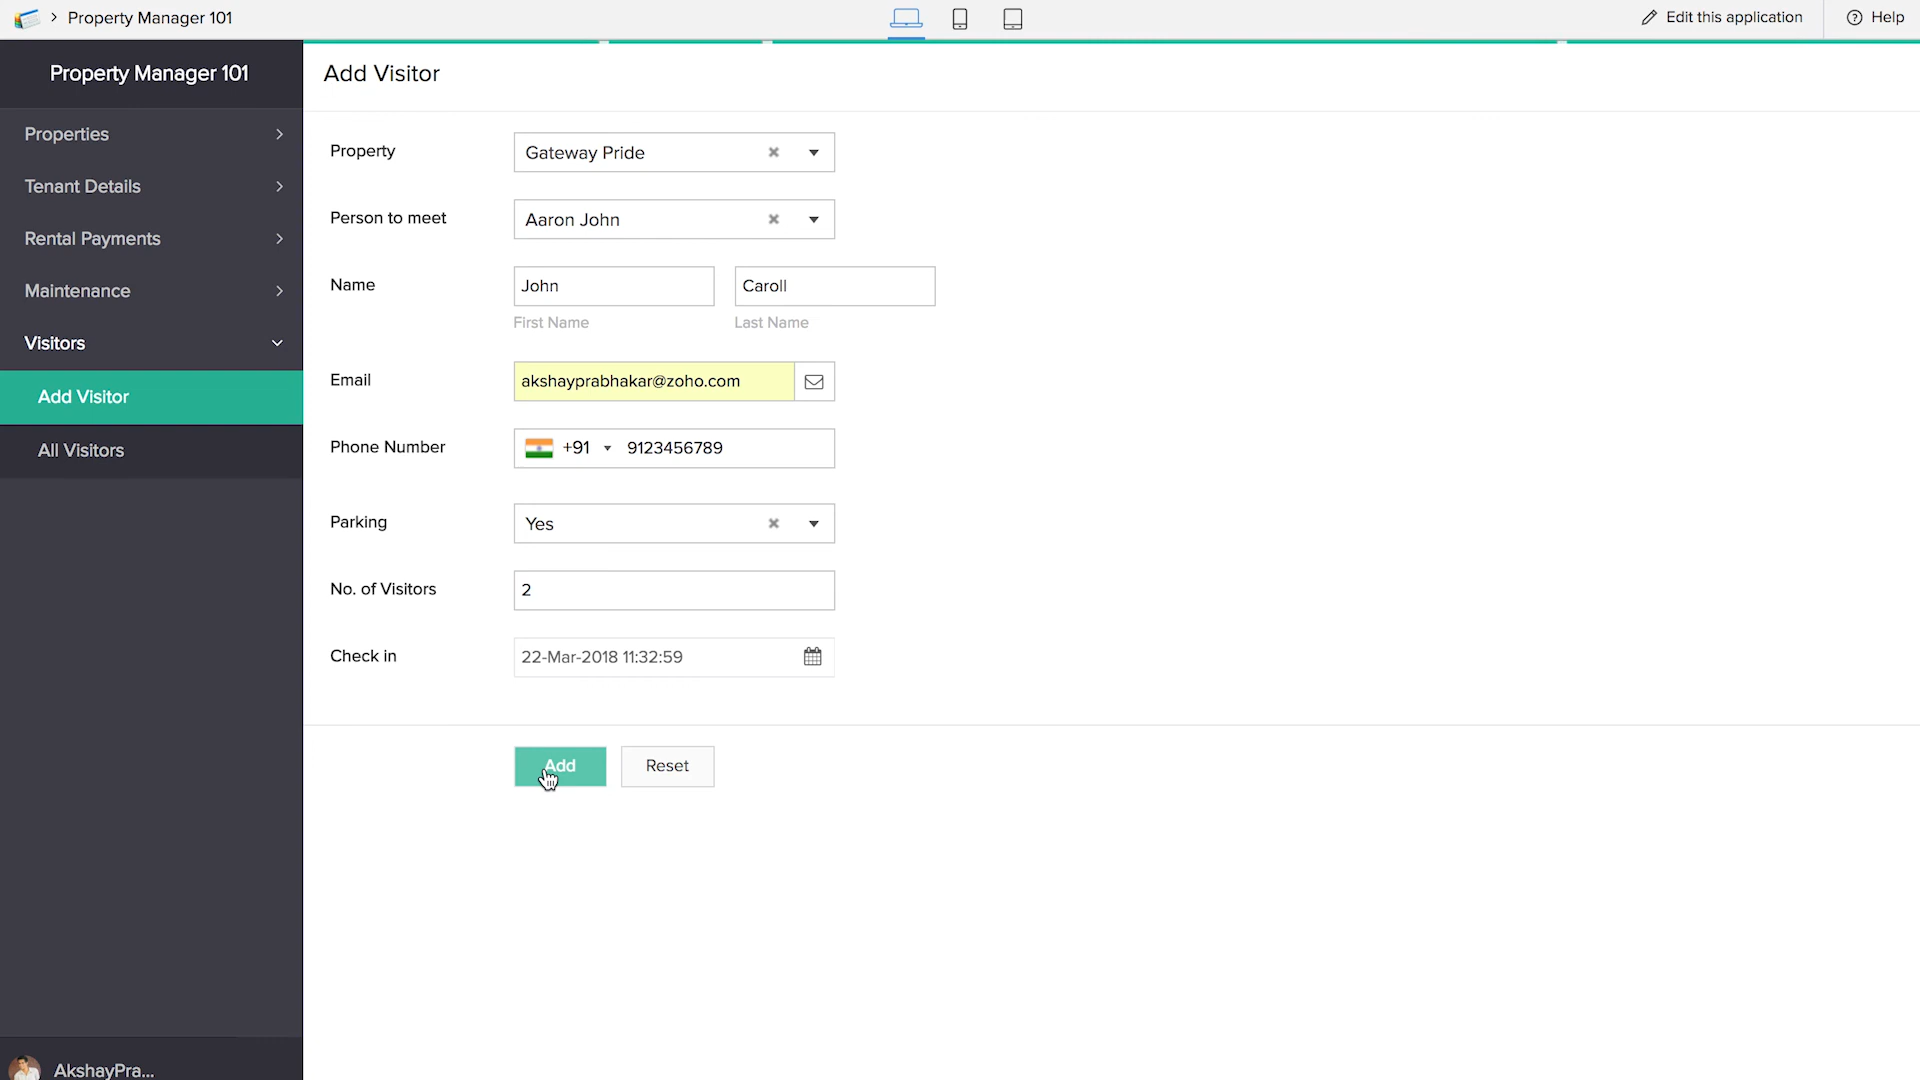 Property Manager 101
Edit this application
Help
Property Manager 101
Properties
Tenant Details
Rental Payments
Maintenance
Visitors
Add Visitor
All Visitors
AkshayPra...
Add Visitor
Property
Gateway Pride
Person to meet
Aaron John
Name
John
Caroll
First Name
Last Name
Email
akshayprabhakar@zoho.com
Phone Number
+91 9123456789
Parking
Yes
No. of Visitors
2
Check in
22-Mar-2018 11:32:59
Add
Reset